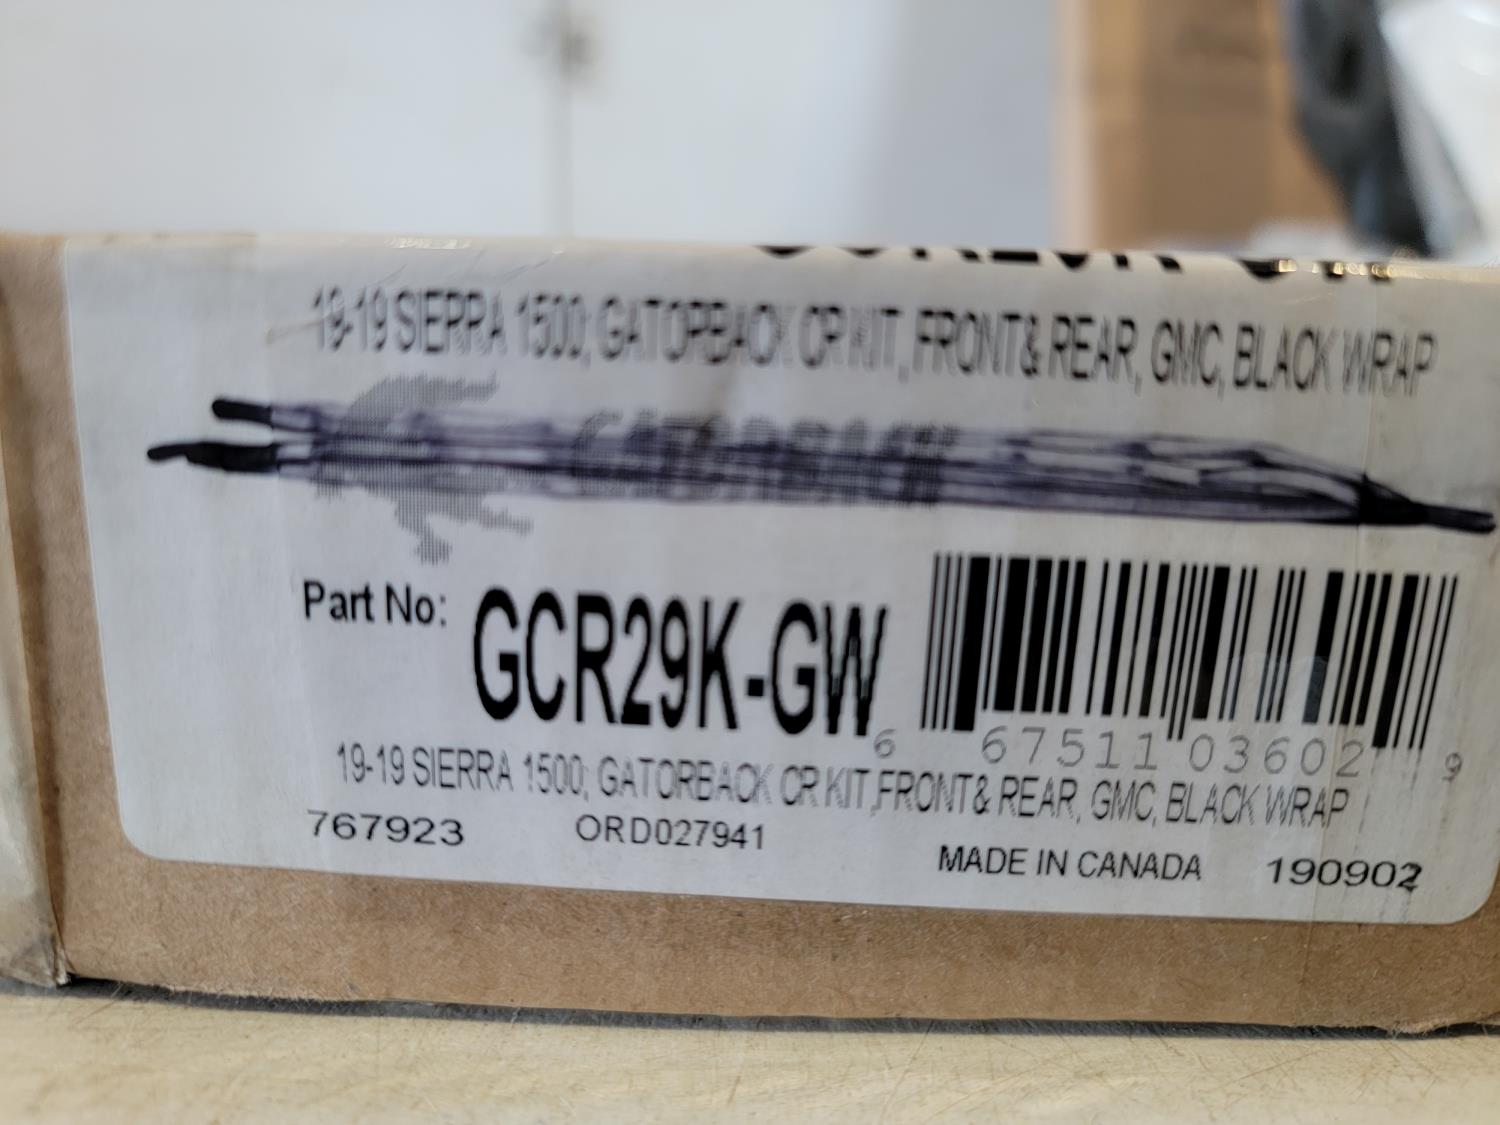 19-19 SIERRA 1500; GATORBACK CR KIT, FRONT & REAR, GMC, BLACK WRAP
GATORBACK
Part No: GCR29K-GW
6 67511 03602 9
19-19 SIERRA 1500; GATORBACK CR KIT, FRONT & REAR, GMC, BLACK WRAP
767923 ORD027941
MADE IN CANADA 190902